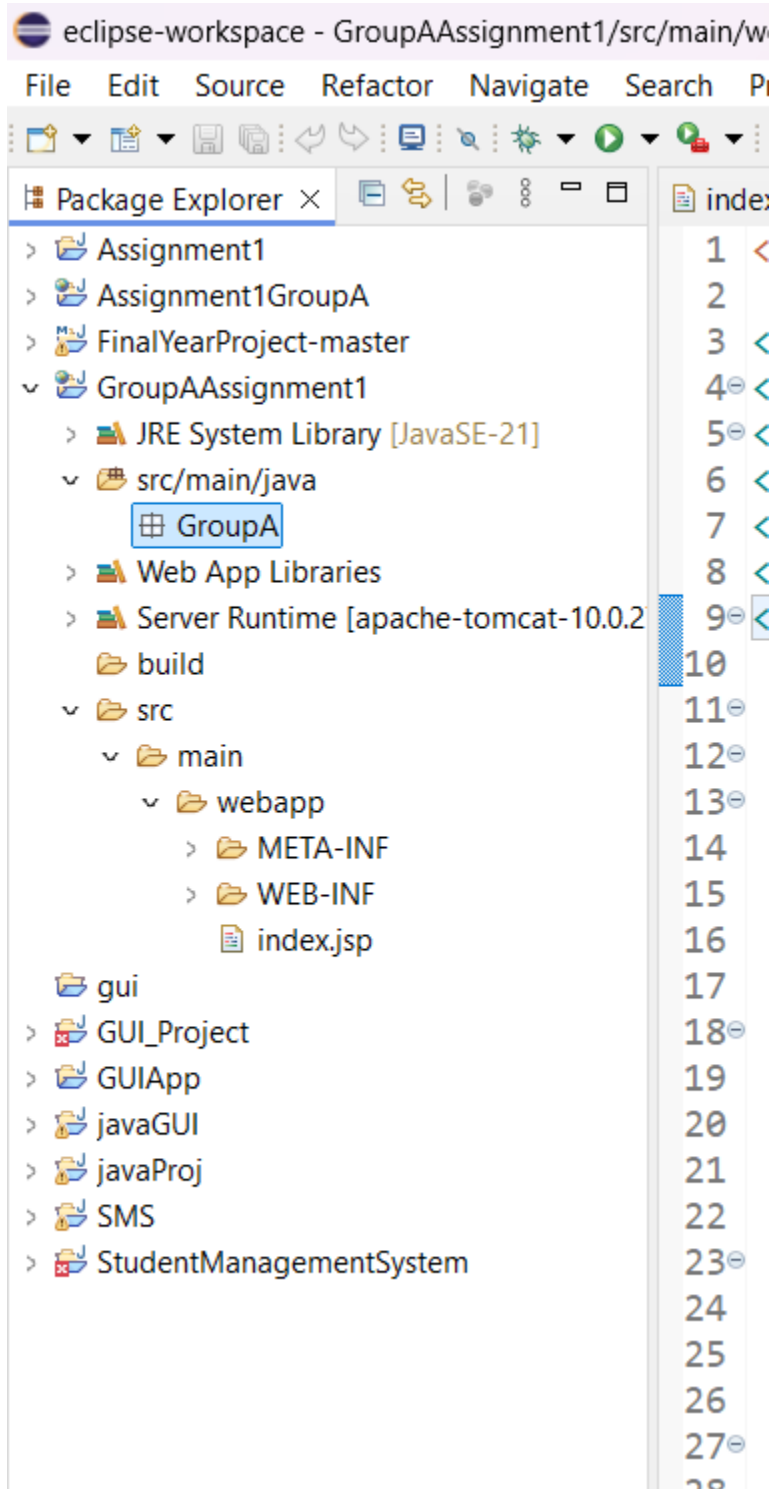 eclipse-workspace - GroupAAssignment1/src/main/w
File Edit Source Refactor Navigate Search
Package Explorer
index
Assignment1
Assignment1GroupA
FinalYearProject-master
GroupAAssignment1
JRE System Library [JavaSE-21]
src/main/java
GroupA
Web App Libraries
Server Runtime [apache-tomcat-10.0.2
build
src
main
webapp
META-INF
WEB-INF
index.jsp
gui
GUI_Project
GUIApp
javaGUI
javaProj
SMS
StudentManagementSystem
1 <
2
3 <
4 <
5 <
6 <
7 <
8 <
9 <
10
11
12
13
14
15
16
17
18
19
20
21
22
23
24
25
26
27